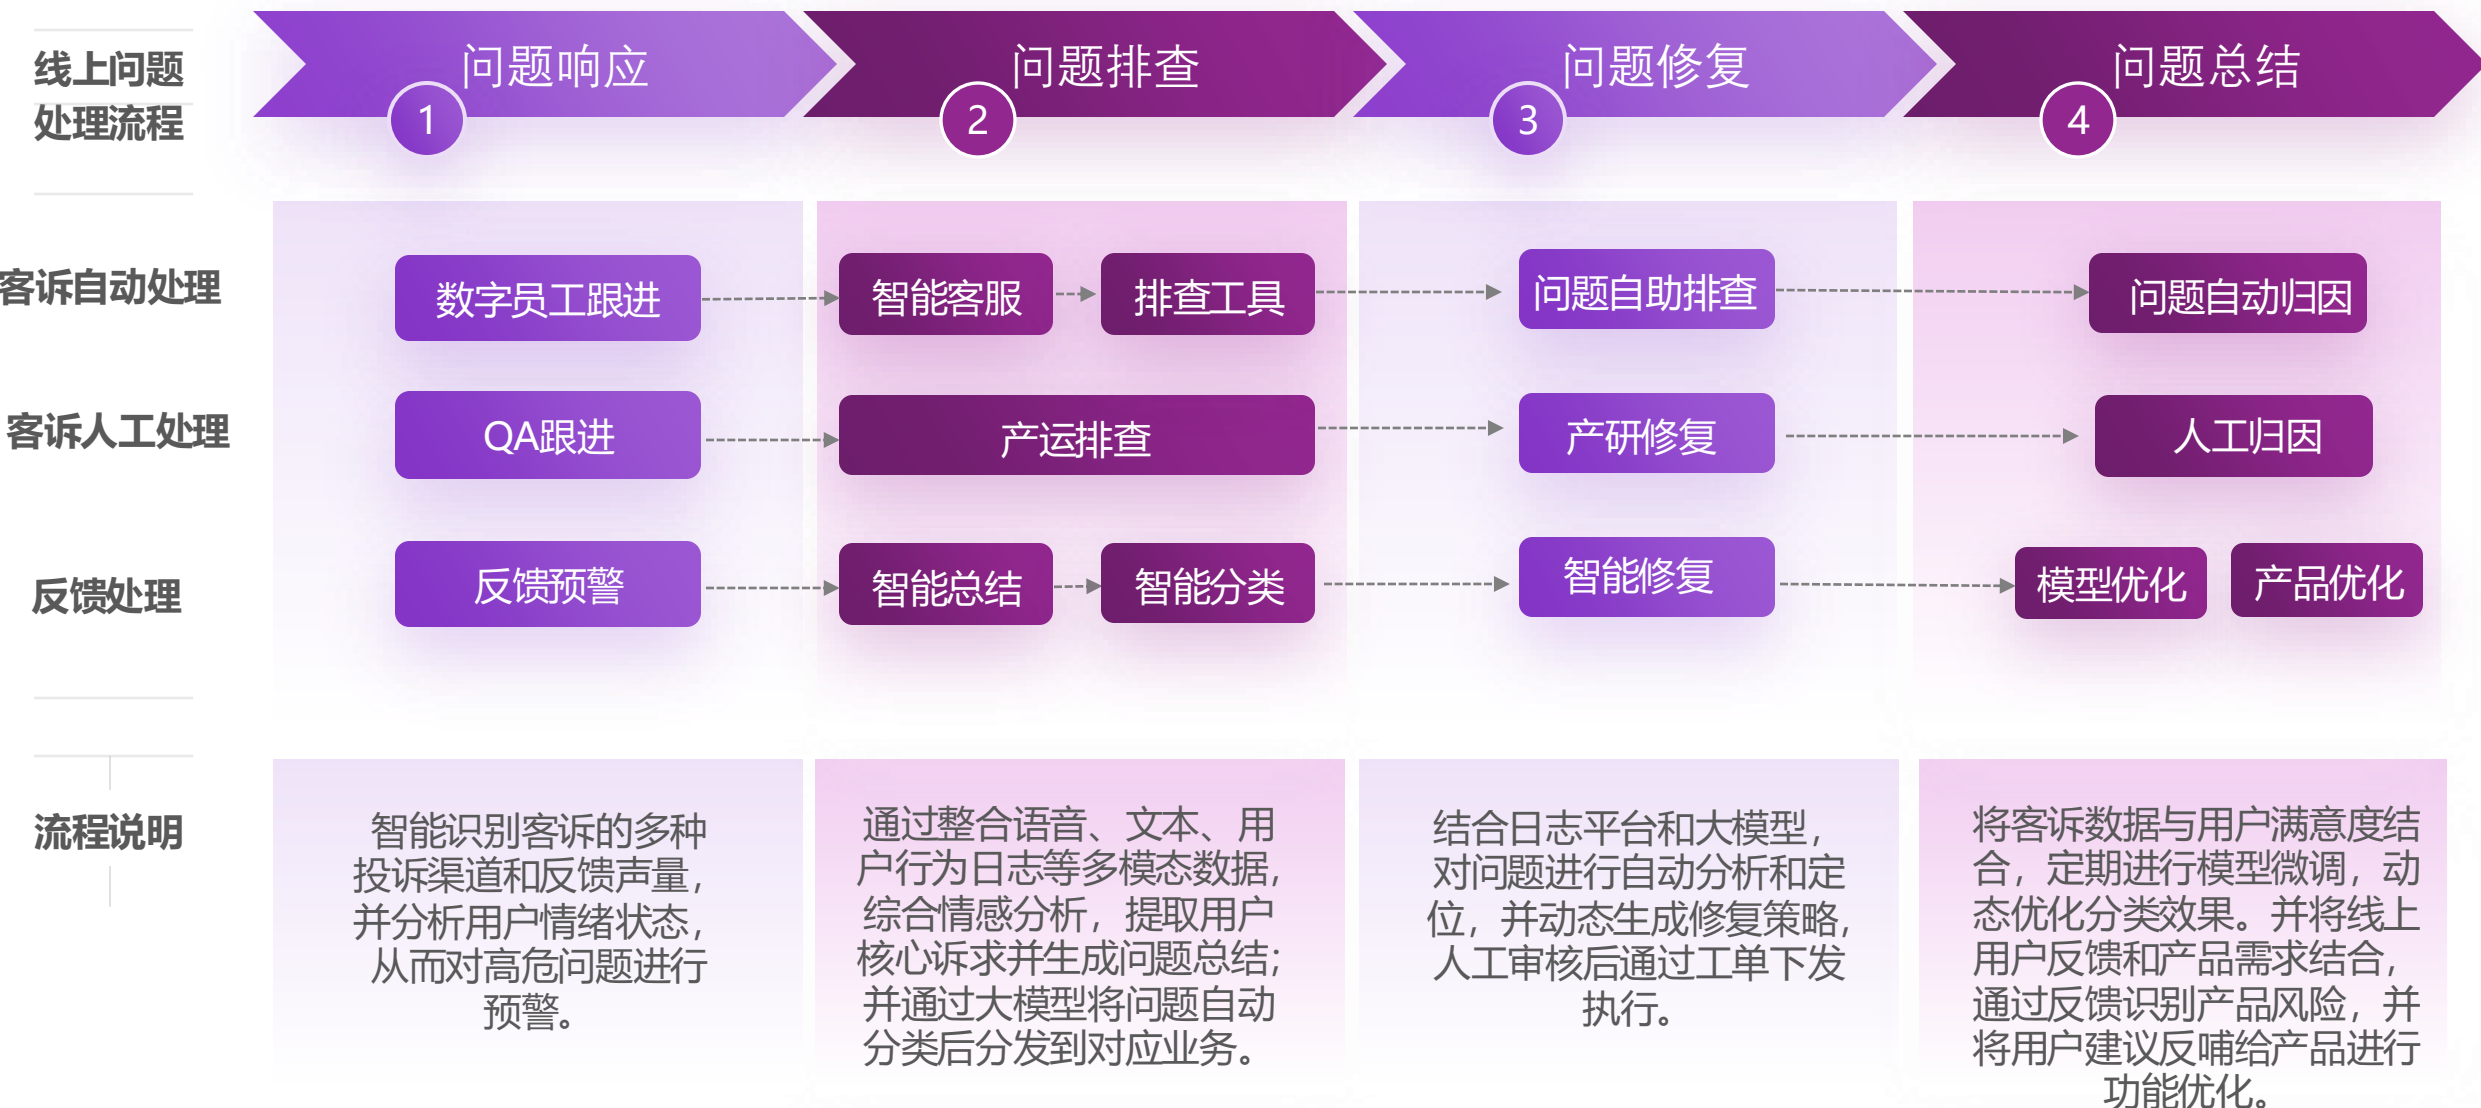 线上问题
处理流程
问题响应
1
问题排查
2
问题修复
3
问题总结
4
客诉自动处理
数字员工跟进
智能客服
排查工具
问题自助排查
问题自动归因
客诉人工处理
QA跟进
产运排查
产研修复
人工归因
反馈处理
反馈预警
智能总结
智能分类
智能修复
模型优化
产品优化
流程说明
智能识别客诉的多种
投诉渠道和反馈声量，
并分析用户情绪状态，
从而对高危问题进行
预警。
通过整合语音、文本、用
户行为日志等多模态数据，
综合情感分析，提取用户
核心诉求并生成问题总结；
并通过大模型将问题自动
分类后分发到对应业务。
结合日志平台和大模型，
对问题进行自动分析和定
位，并动态生成修复策略，
人工审核后通过工单下发
执行。
将客诉数据与用户满意度结
合，定期进行模型微调，动
态优化分类效果。并将线上
用户反馈和产品需求结合，
通过反馈识别产品风险，并
将用户建议反哺给产品进行
功能优化。